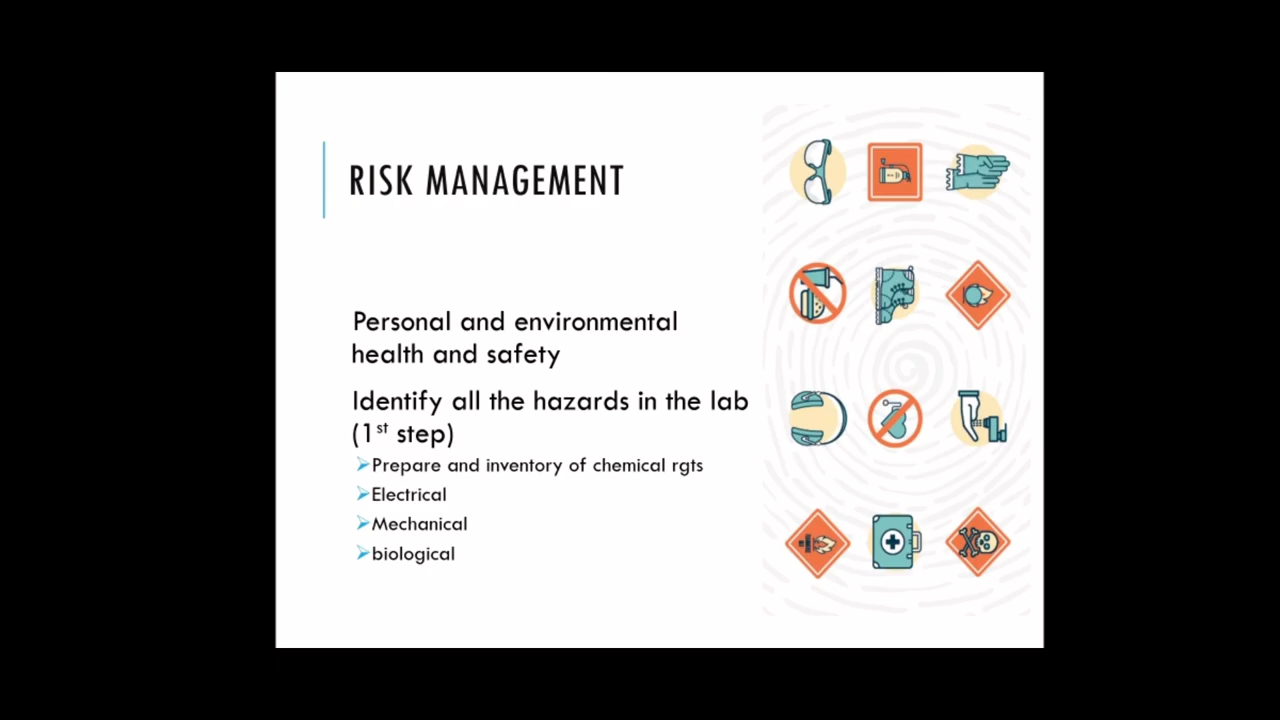 RISK MANAGEMENT
Personal and environmental
health and safety
Identify all the hazards in the lab
(1st step)
➢Prepare and inventory of chemical rgts
➢Electrical
➢Mechanical
➢biological